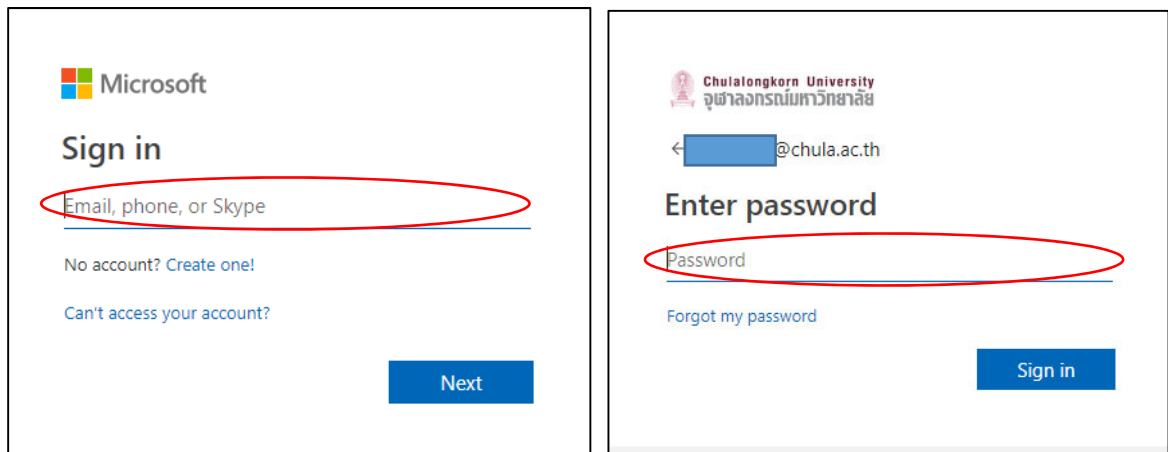 Microsoft
Sign in
Email, phone, or Skype
No account? Create one!
Can't access your account?
Next
Chulalongkorn University
จุฬาลงกรณ์มหาวิทยาลัย
@chula.ac.th
Enter password
Password
Forgot my password
Sign in